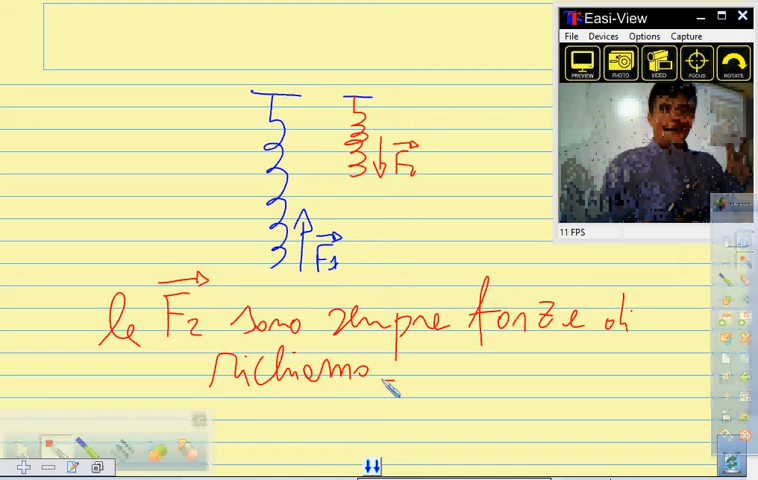 Easi-View
File Devices Options Capture
PREVIEW PHOTO VIDEO FOCUS ROTATE
11 FPS
F₂
F₁
le F₂ sono sempre forze di
richiamo